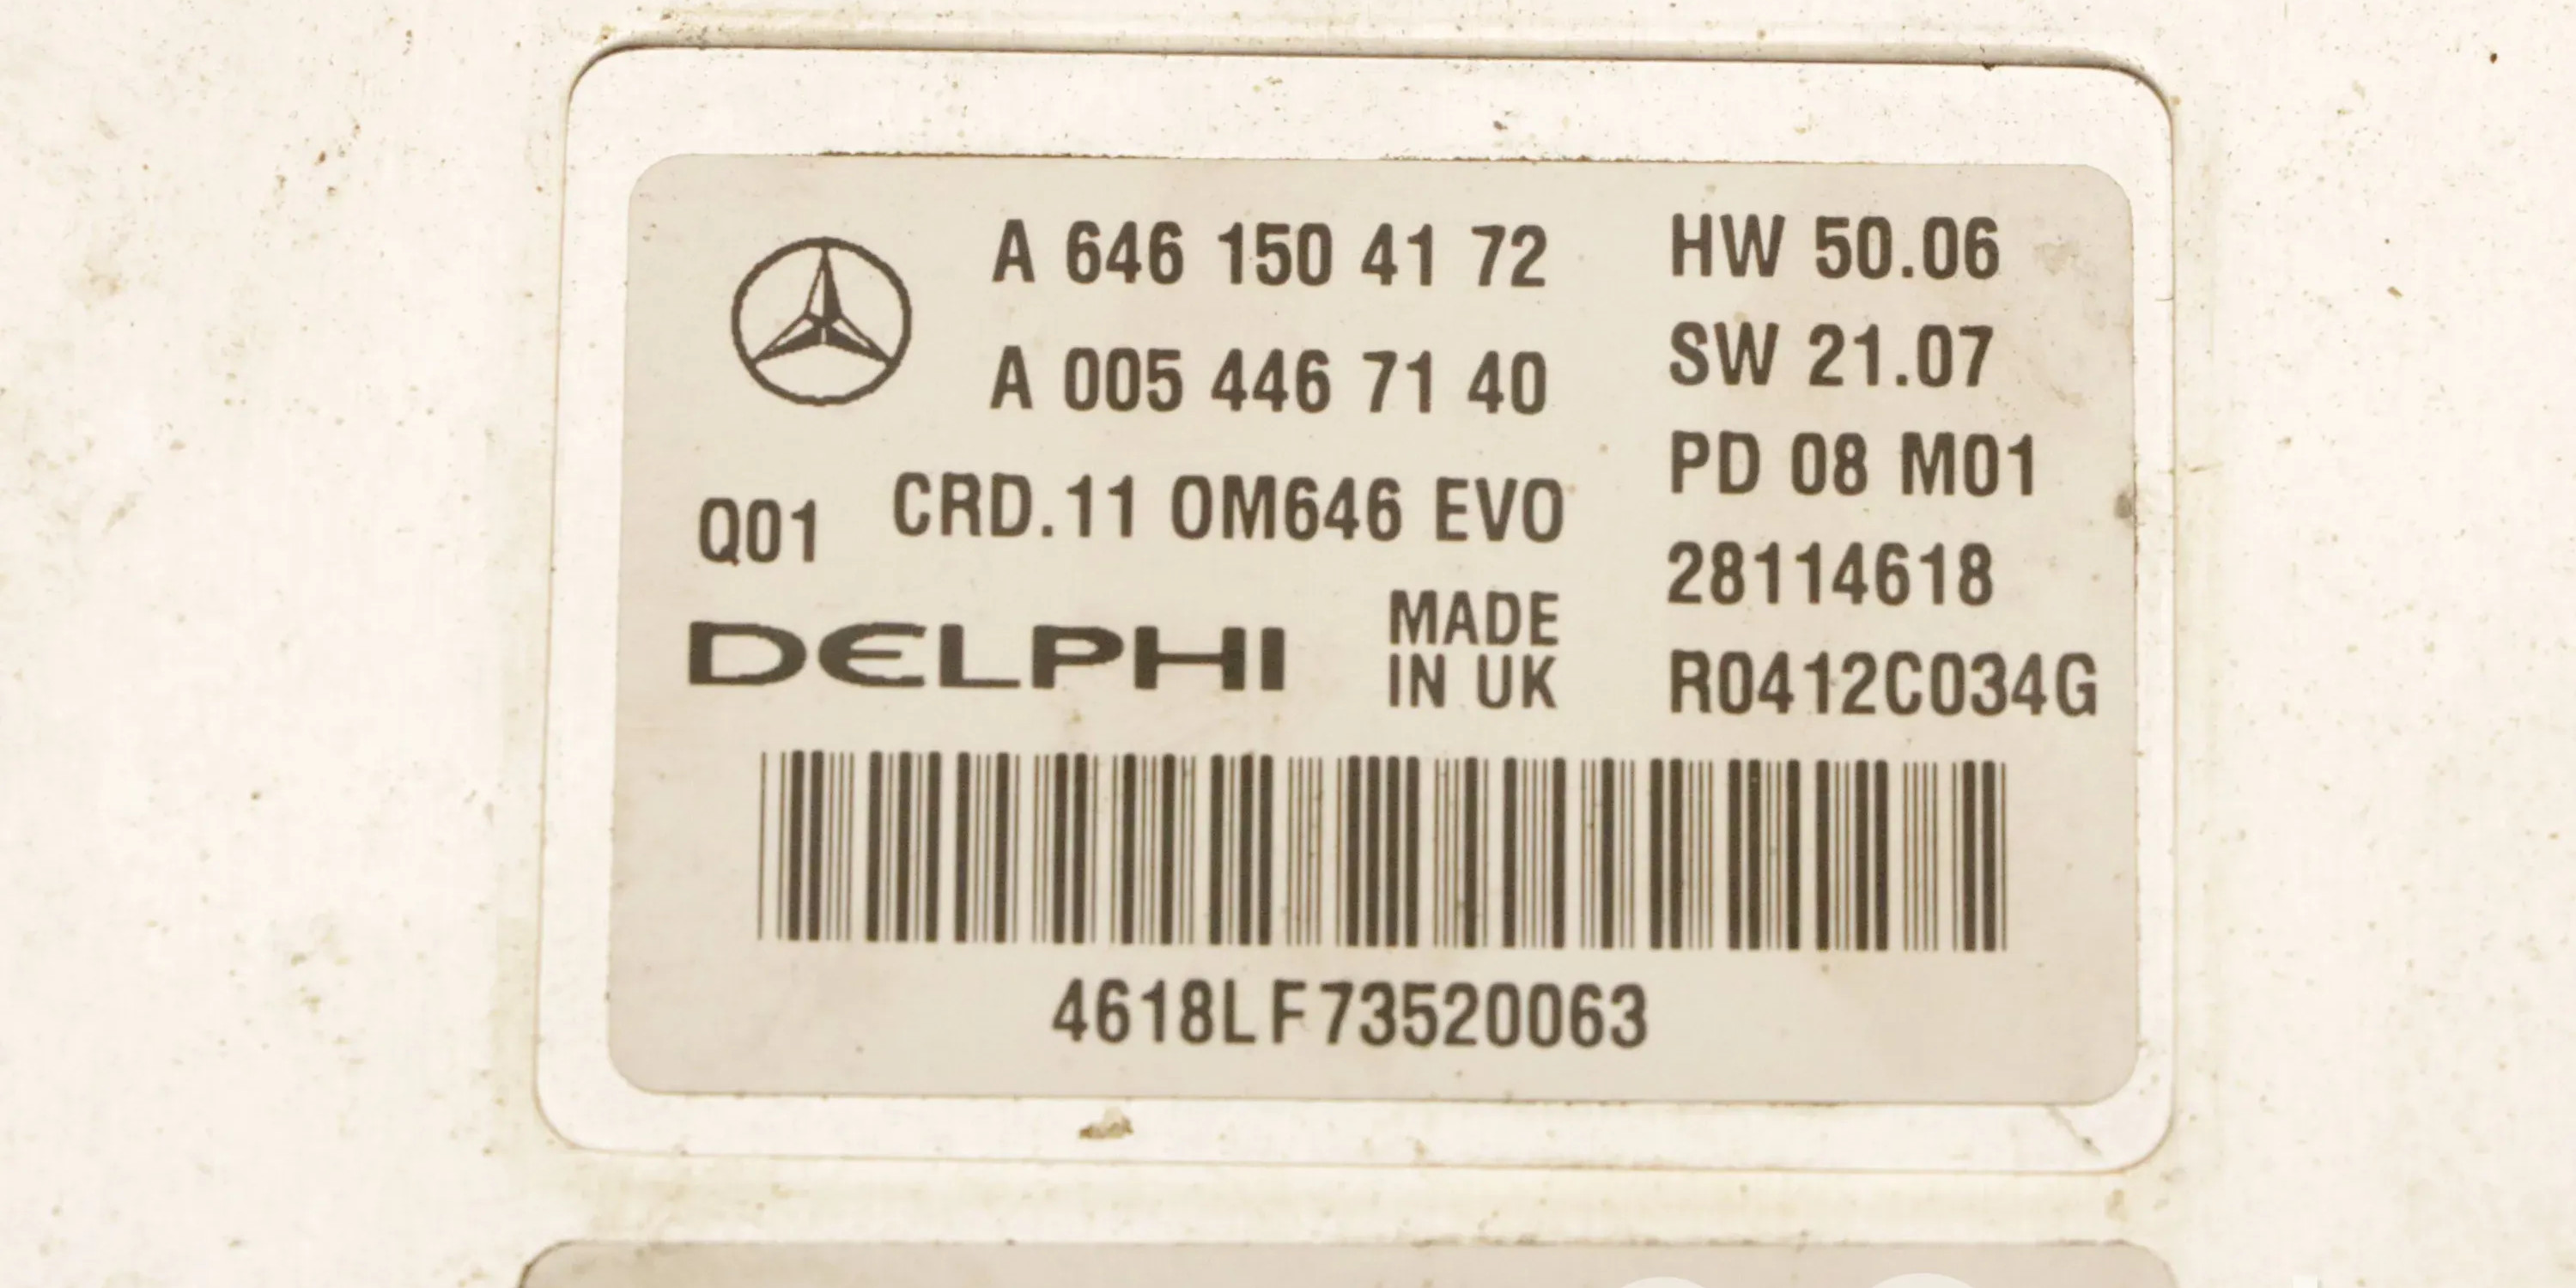 A 646 150 41 72
A 005 446 71 40
Q01 CRD.11 OM646 EVO
DELPHI
MADE
IN UK
HW 50.06
SW 21.07
PD 08 M01
28114618
R0412C034G
4618LF73520063